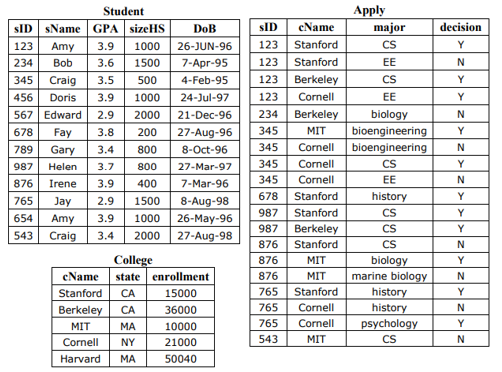 Student
sID sName GPA sizeHS DoB
123 Amy 3.9 1000 26-JUN-96
234 Bob 3.6 1500 7-Apr-95
345 Craig 3.5 500 4-Feb-95
456 Doris 3.9 1000 24-Jul-97
567 Edward 2.9 2000 21-Dec-96
678 Fay 3.8 200 27-Aug-96
789 Gary 3.4 800 8-Oct-96
987 Helen 3.7 800 27-Mar-97
876 Irene 3.9 400 7-Mar-96
765 Jay 2.9 1500 8-Aug-98
654 Amy 3.9 1000 26-May-96
543 Craig 3.4 2000 27-Aug-98
College
cName state enrollment
Stanford CA 15000
Berkeley CA 36000
MIT MA 10000
Cornell NY 21000
Harvard MA 50040
Apply
sID cName major decision
123 Stanford CS Y
123 Stanford EE N
123 Berkeley CS Y
123 Cornell EE Y
234 Berkeley biology N
345 MIT bioengineering Y
345 Cornell bioengineering N
345 Cornell CS Y
345 Cornell EE N
678 Stanford history Y
987 Stanford CS Y
987 Berkeley CS Y
876 Stanford CS N
876 MIT biology Y
876 MIT marine biology N
765 Stanford history Y
765 Cornell history N
765 Cornell psychology Y
543 MIT CS N